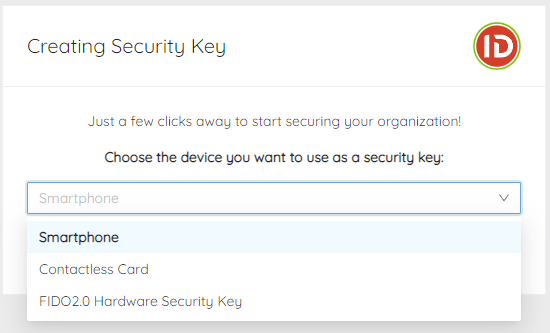 Creating Security Key
ID
Just a few clicks away to start securing your organization!
Choose the device you want to use as a security key:
Smartphone
Smartphone
Contactless Card
FIDO2.0 Hardware Security Key